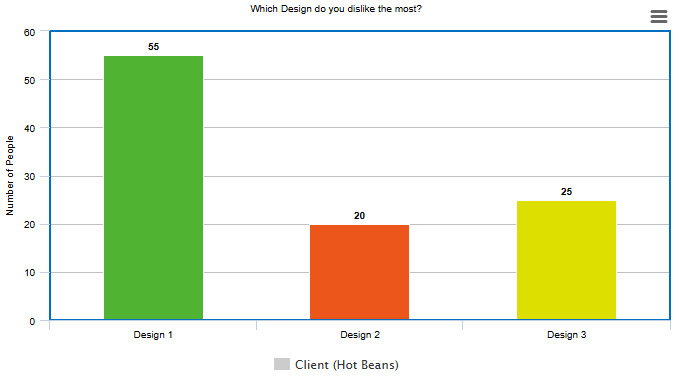 Which Design do you dislike the most?
60
50
40
30
20
10
0
Number of People
55
20
25
Design 1
Design 2
Design 3
Client (Hot Beans)